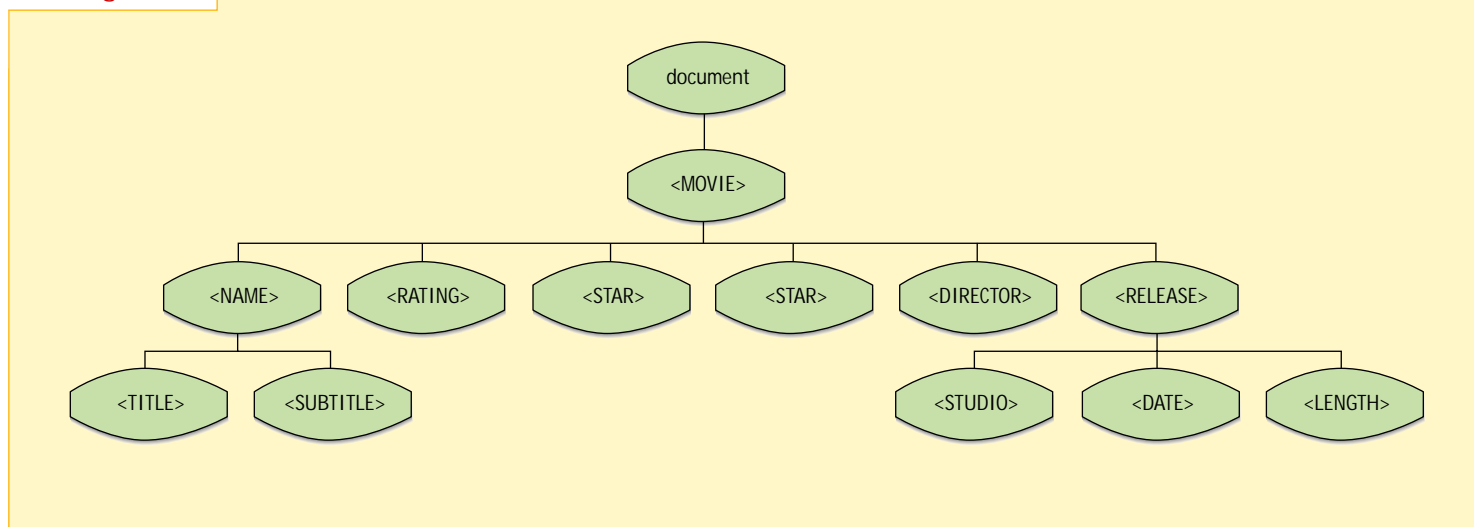 document
<MOVIE>
<NAME> <RATING> <STAR> <STAR> <DIRECTOR> <RELEASE>
<TITLE> <SUBTITLE> <STUDIO> <DATE> <LENGTH>